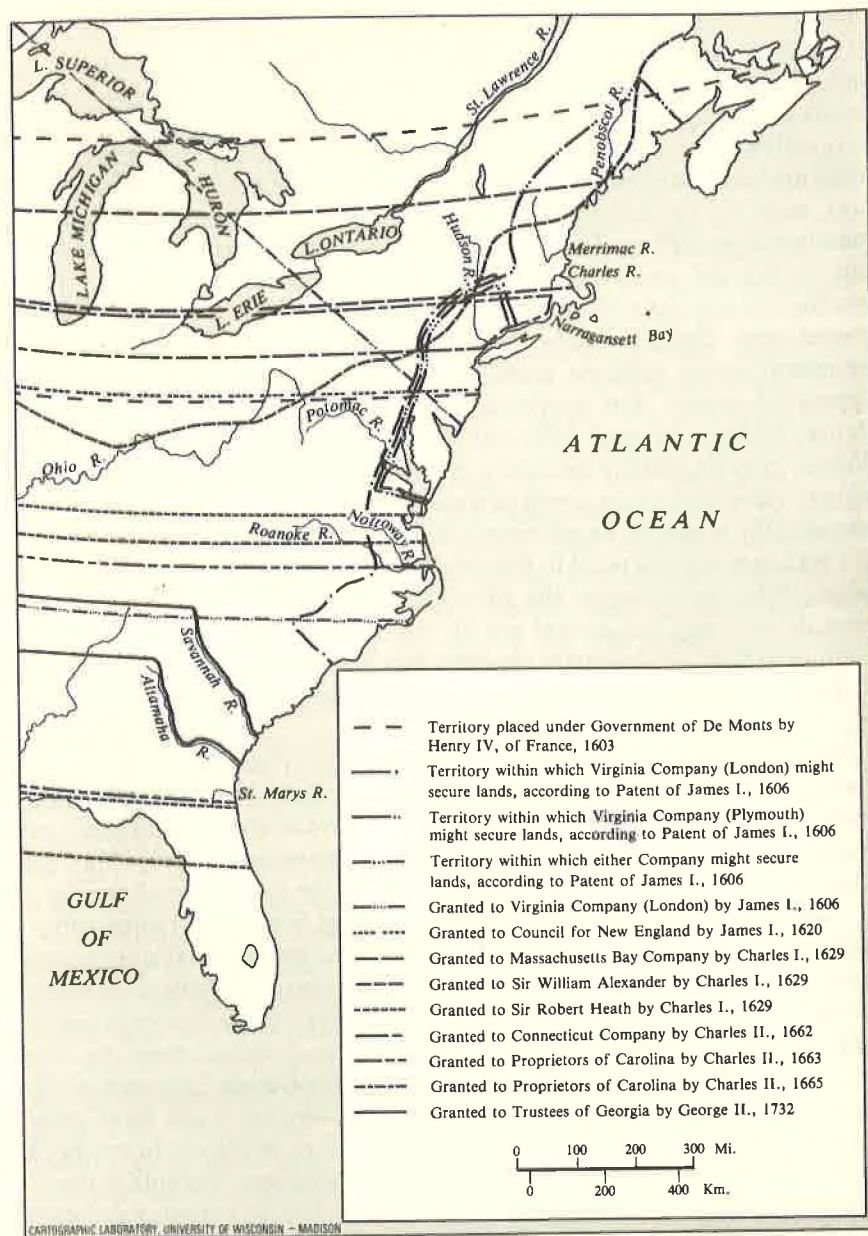 L. SUPERIOR
LAKE MICHIGAN
L. HURON
L. ONTARIO
L. ERIE
St. Lawrence R.
Penobscot R.
Hudson R.
Merrimac R.
Charles R.
Narragansett Bay
Potomac R.
Ohio R.
ATLANTIC
OCEAN
Roanoke R.
Nottoway R.
Savannah R.
Altamaha R.
St. Marys R.
GULF
OF
MEXICO
Territory placed under Government of De Monts by
Henry IV, of France, 1603
Territory within which Virginia Company (London) might
secure lands, according to Patent of James I., 1606
Territory within which Virginia Company (Plymouth)
might secure lands, according to Patent of James I., 1606
Territory within which either Company might secure
lands, according to Patent of James I., 1606
Granted to Virginia Company (London) by James I., 1606
Granted to Council for New England by James I., 1620
Granted to Massachusetts Bay Company by Charles I., 1629
Granted to Sir William Alexander by Charles I., 1629
Granted to Sir Robert Heath by Charles I., 1629
Granted to Connecticut Company by Charles II., 1662
Granted to Proprietors of Carolina by Charles II., 1663
Granted to Proprietors of Carolina by Charles II., 1665
Granted to Trustees of Georgia by George II., 1732
0 100 200 300 Mi.
0 200 400 Km.
CARTOGRAPHIC LABORATORY, UNIVERSITY OF WISCONSIN – MADISON